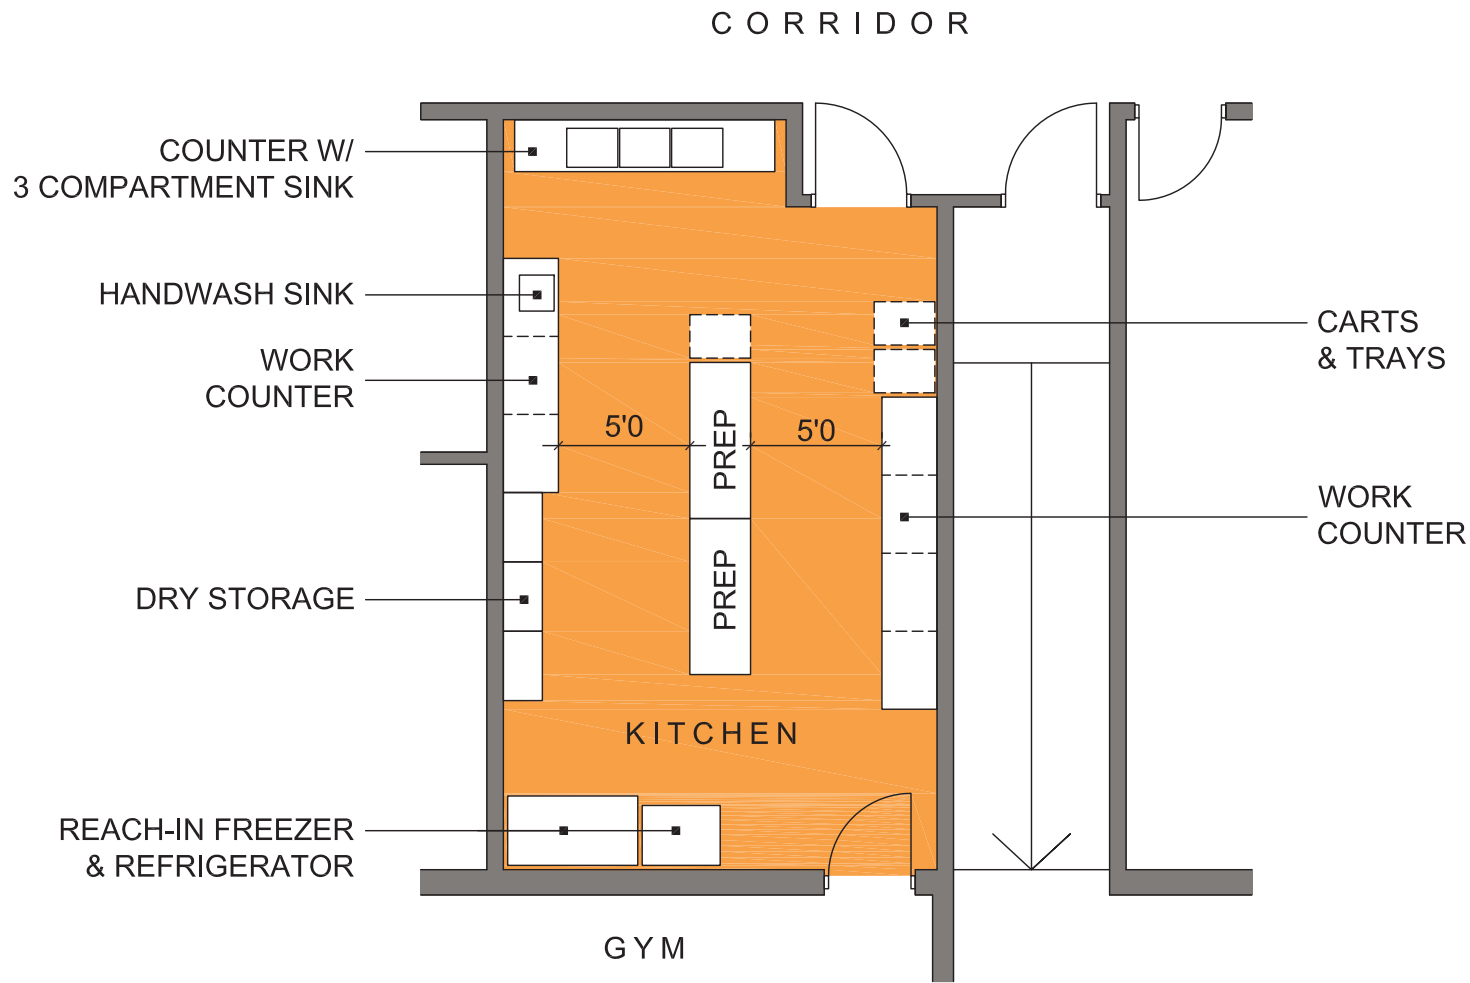 CORRIDOR
COUNTER W/
3 COMPARTMENT SINK
HANDWASH SINK
WORK
COUNTER
DRY STORAGE
REACH-IN FREEZER
& REFRIGERATOR
5'0
PREP
5'0
PREP
KITCHEN
CARTS
& TRAYS
WORK
COUNTER
GYM